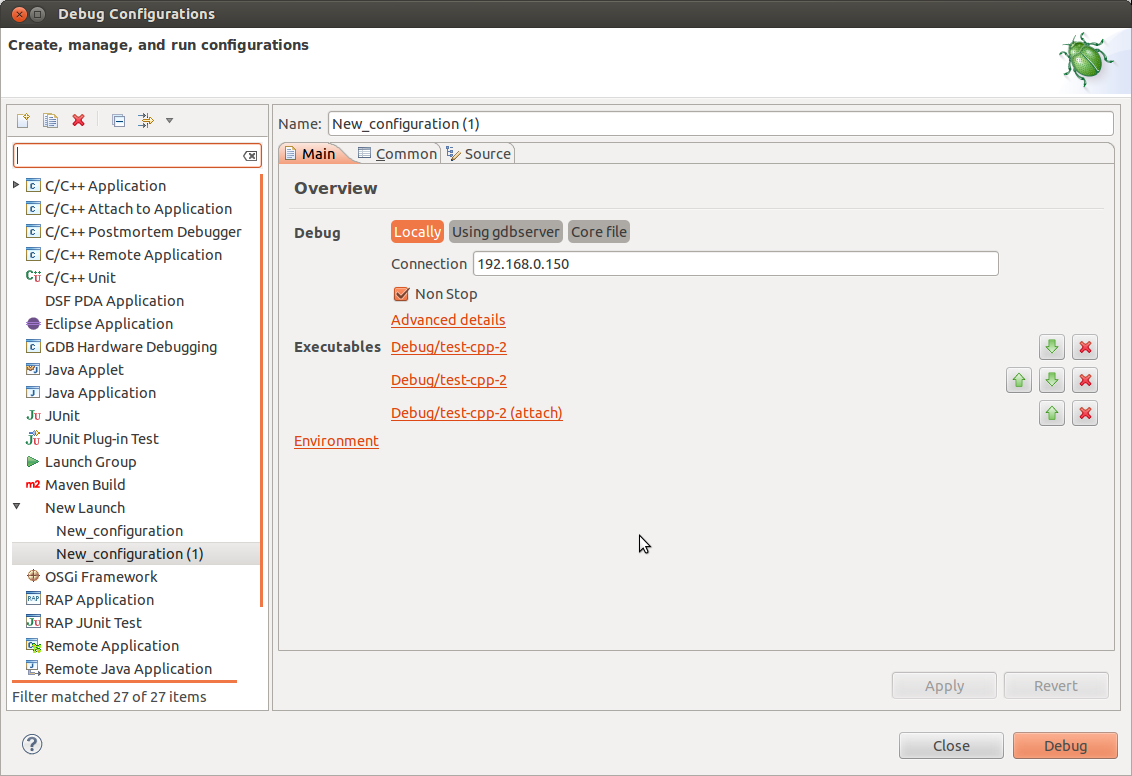 Debug Configurations
Create, manage, and run configurations
Name: New_configuration (1)
Main Common Source
Overview
Debug Locally Using gdbserver Core file
Connection 192.168.0.150
Non Stop
Advanced details
Executables Debug/test-cpp-2
Debug/test-cpp-2
Debug/test-cpp-2 (attach)
Environment
C/C++ Application
C/C++ Attach to Application
C/C++ Postmortem Debugger
C/C++ Remote Application
C/C++ Unit
DSF PDA Application
Eclipse Application
GDB Hardware Debugging
Java Applet
Java Application
JUnit
JUnit Plug-in Test
Launch Group
m2 Maven Build
New Launch
New_configuration
New_configuration (1)
OSGi Framework
RAP RAP Application
RAP JUnit Test
Remote Application
Remote Java Application
Filter matched 27 of 27 items
Apply Revert
? Close Debug